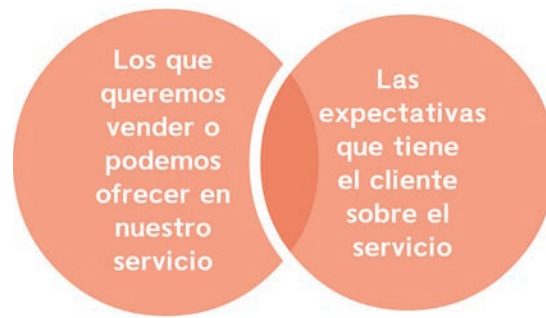 Los que
queremos
vender o
podemos
ofrecer en
nuestro
servicio
Las
expectativas
que tiene
el cliente
sobre el
servicio